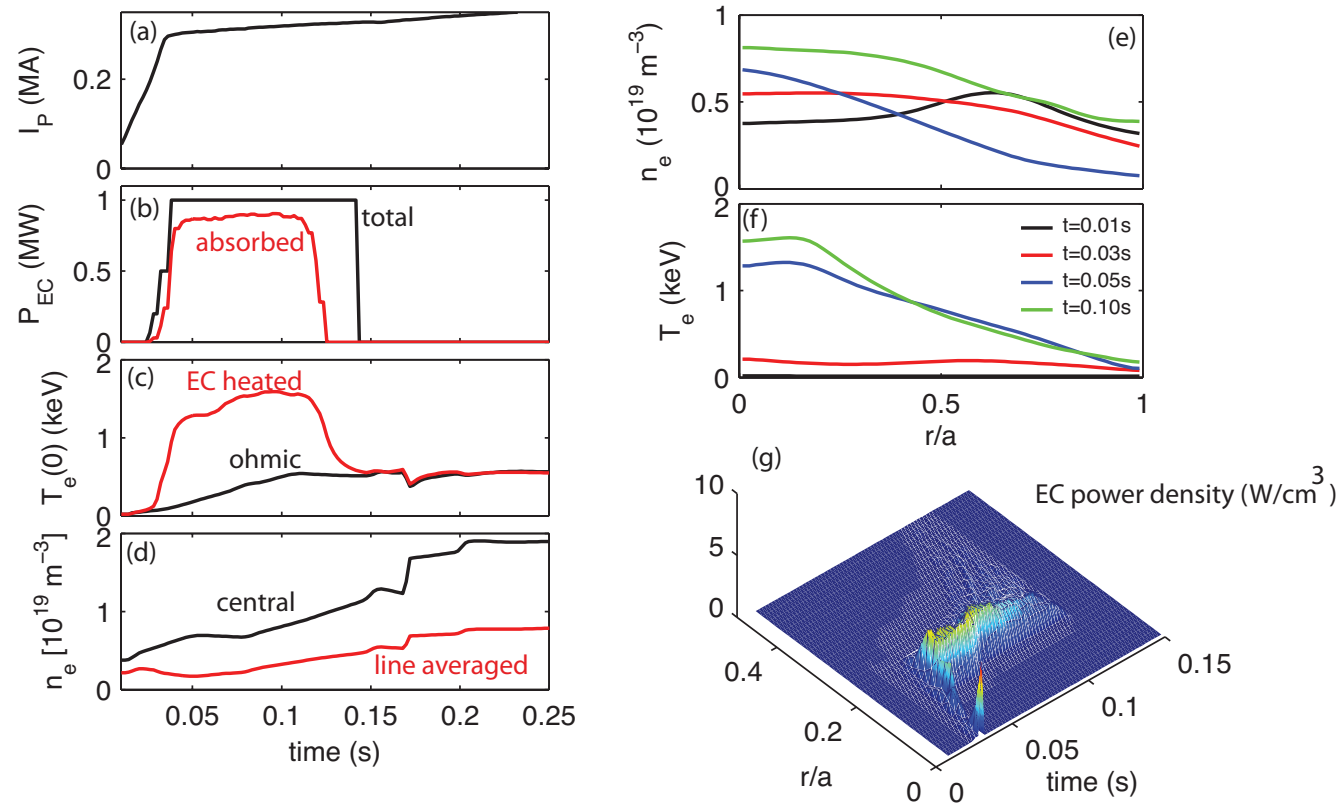 (a)
I_P (MA)
0.2
0
(b)
P_EC (MW)
1
0.5
0
total
absorbed
(c)
T_e(0) (keV)
2
1
0
EC heated
ohmic
(d)
n_e [10^19 m^−3]
2
1
0
central
line averaged
0.05 0.1 0.15 0.2 0.25
time (s)
(e)
n_e (10^19 m^−3)
1
0.5
0
(f)
T_e (keV)
2
1
0
t=0.01s
t=0.03s
t=0.05s
t=0.10s
0 0.5 1
r/a
(g)
EC power density (W/cm^3)
10
5
0
0.4
0.2
0
r/a
0
0.05
0.1
0.15
time (s)